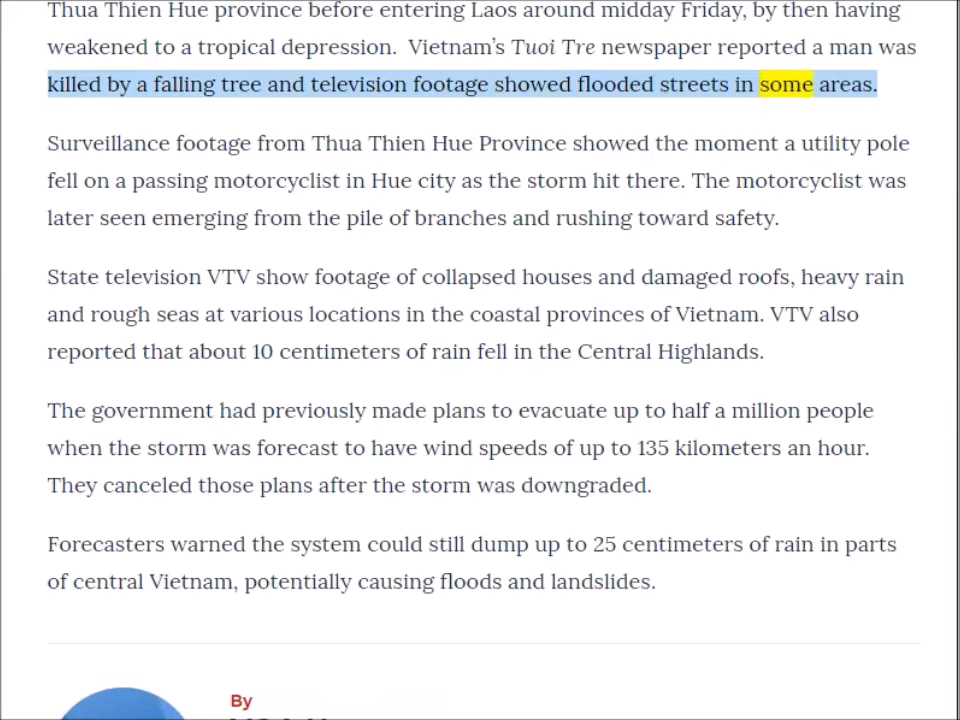 Thua Thien Hue province before entering Laos around midday Friday, by then having
weakened to a tropical depression.  Vietnam’s Tuoi Tre newspaper reported a man was
killed by a falling tree and television footage showed flooded streets in some areas.
Surveillance footage from Thua Thien Hue Province showed the moment a utility pole
fell on a passing motorcyclist in Hue city as the storm hit there. The motorcyclist was
later seen emerging from the pile of branches and rushing toward safety.
State television VTV show footage of collapsed houses and damaged roofs, heavy rain
and rough seas at various locations in the coastal provinces of Vietnam. VTV also
reported that about 10 centimeters of rain fell in the Central Highlands.
The government had previously made plans to evacuate up to half a million people
when the storm was forecast to have wind speeds of up to 135 kilometers an hour.
They canceled those plans after the storm was downgraded.
Forecasters warned the system could still dump up to 25 centimeters of rain in parts
of central Vietnam, potentially causing floods and landslides.
By